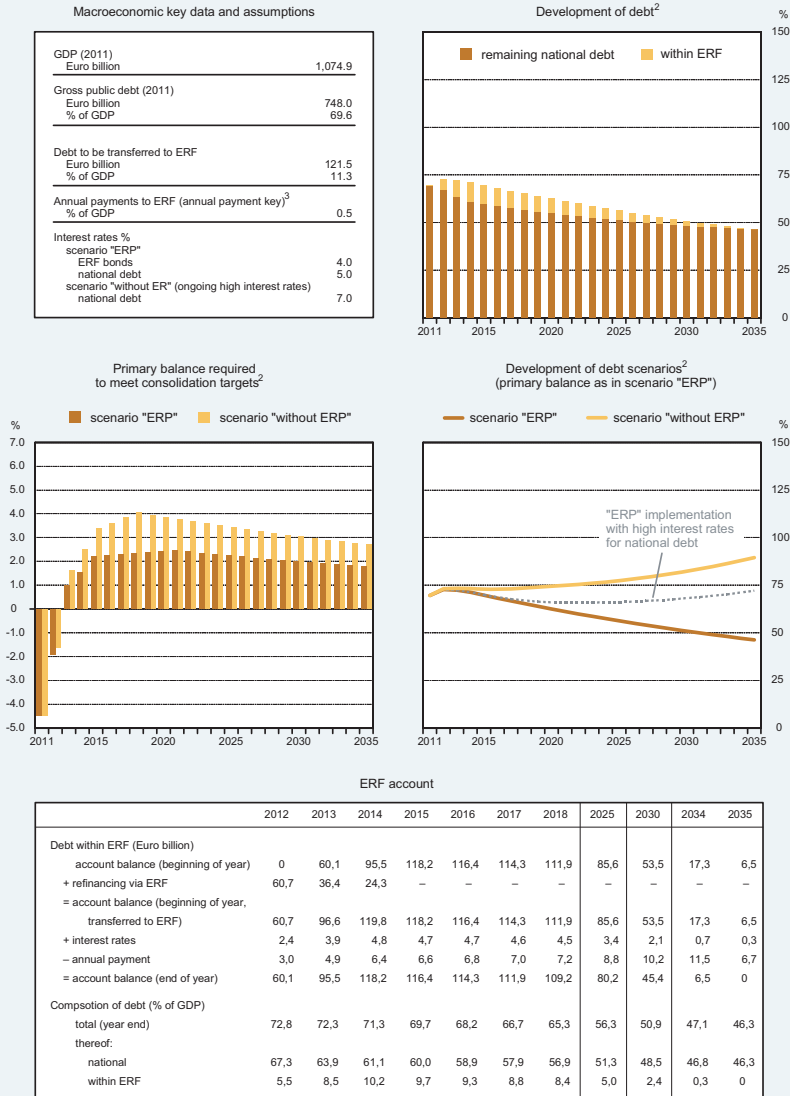 Macroeconomic key data and assumptions
GDP (2011)
Euro billion 1,074.9
Gross public debt (2011)
Euro billion 748.0
% of GDP 69.6
Debt to be transferred to ERF
Euro billion 121.5
% of GDP 11.3
Annual payments to ERF (annual payment key)3
% of GDP 0.5
Interest rates %
scenario "ERP"
ERF bonds 4.0
national debt 5.0
scenario "without ER" (ongoing high interest rates)
national debt 7.0
Development of debt2
%
remaining national debt within ERF
150
125
100
75
50
25
0
2011 2015 2020 2025 2030 2035
Primary balance required
to meet consolidation targets2
scenario "ERP" scenario "without ERP"
%
7.0
6.0
5.0
4.0
3.0
2.0
1.0
0
-1.0
-2.0
-3.0
-4.0
-5.0
2011 2015 2020 2025 2030 2035
Development of debt scenarios2
(primary balance as in scenario "ERP")
scenario "ERP" scenario "without ERP"
%
150
125
100
75
50
25
0
"ERP" implementation
with high interest rates
for national debt
2011 2015 2020 2025 2030 2035
ERF account
2012 2013 2014 2015 2016 2017 2018 2025 2030 2034 2035
Debt within ERF (Euro billion)
account balance (beginning of year) 0 60,1 95,5 118,2 116,4 114,3 111,9 85,6 53,5 17,3 6,5
+ refinancing via ERF 60,7 36,4 24,3 – – – – – – – –
= account balance (beginning of year,
transferred to ERF) 60,7 96,6 119,8 118,2 116,4 114,3 111,9 85,6 53,5 17,3 6,5
+ interest rates 2,4 3,9 4,8 4,7 4,7 4,6 4,5 3,4 2,1 0,7 0,3
– annual payment 3,0 4,9 6,4 6,6 6,8 7,0 7,2 8,8 10,2 11,5 6,7
= account balance (end of year) 60,1 95,5 118,2 116,4 114,3 111,9 109,2 80,2 45,4 6,5 0
Compsotion of debt (% of GDP)
total (year end) 72,8 72,3 71,3 69,7 68,2 66,7 65,3 56,3 50,9 47,1 46,3
thereof:
national 67,3 63,9 61,1 60,0 58,9 57,9 56,9 51,3 48,5 46,8 46,3
within ERF 5,5 8,5 10,2 9,7 9,3 8,8 8,4 5,0 2,4 0,3 0